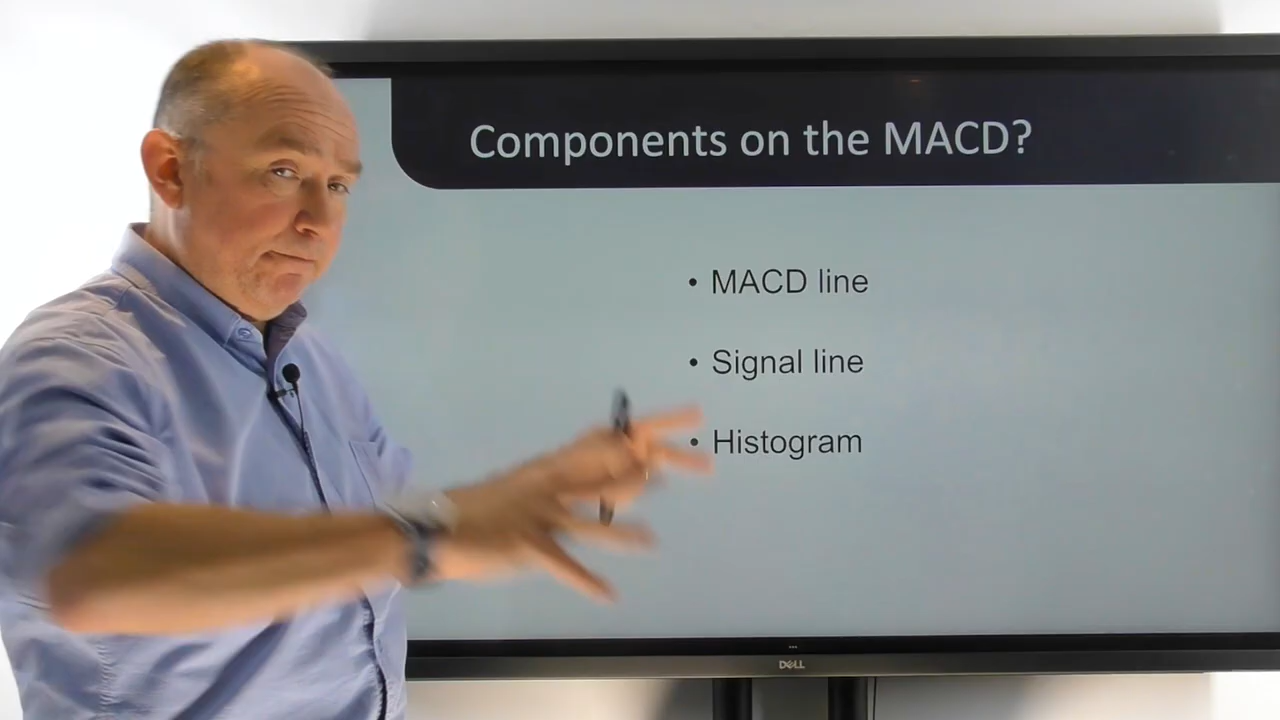 Components on the MACD?
• MACD line
• Signal line
• Histogram
DELL